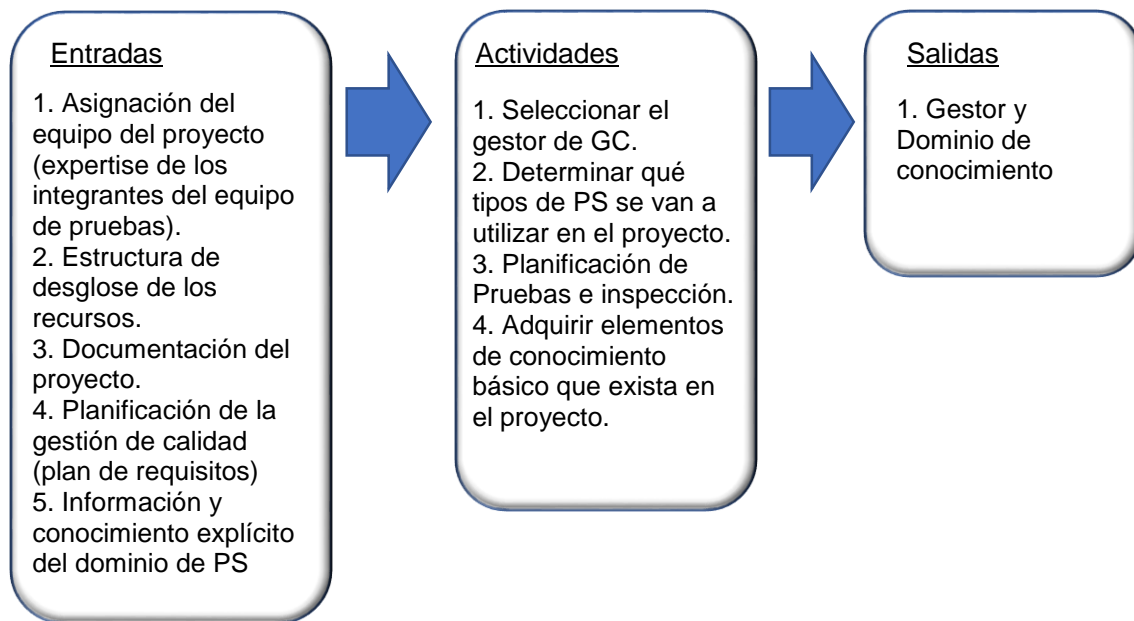 Entradas
1. Asignación del
equipo del proyecto
(expertise de los
integrantes del equipo
de pruebas).
2. Estructura de
desglose de los
recursos.
3. Documentación del
proyecto.
4. Planificación de la
gestión de calidad
(plan de requisitos)
5. Información y
conocimiento explícito
del dominio de PS
Actividades
1. Seleccionar el
gestor de GC.
2. Determinar qué
tipos de PS se van a
utilizar en el proyecto.
3. Planificación de
Pruebas e inspección.
4. Adquirir elementos
de conocimiento
básico que exista en
el proyecto.
Salidas
1. Gestor y
Dominio de
conocimiento